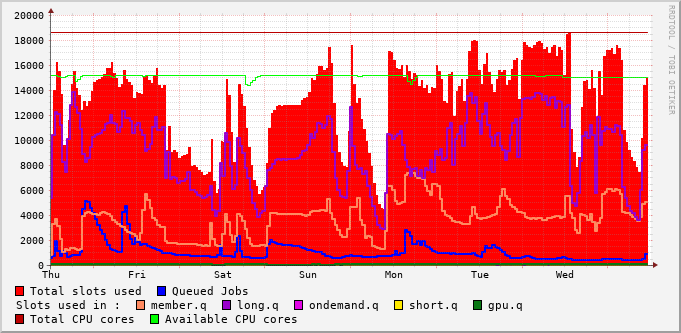 20000
18000
16000
14000
12000
10000
8000
6000
4000
2000
0
Thu Fri Sat Sun Mon Tue Wed
RRDTOOL / TOBI OETIKER
Total slots used Queued Jobs
Slots used in : member.q long.q ondemand.q short.q gpu.q
Total CPU cores Available CPU cores